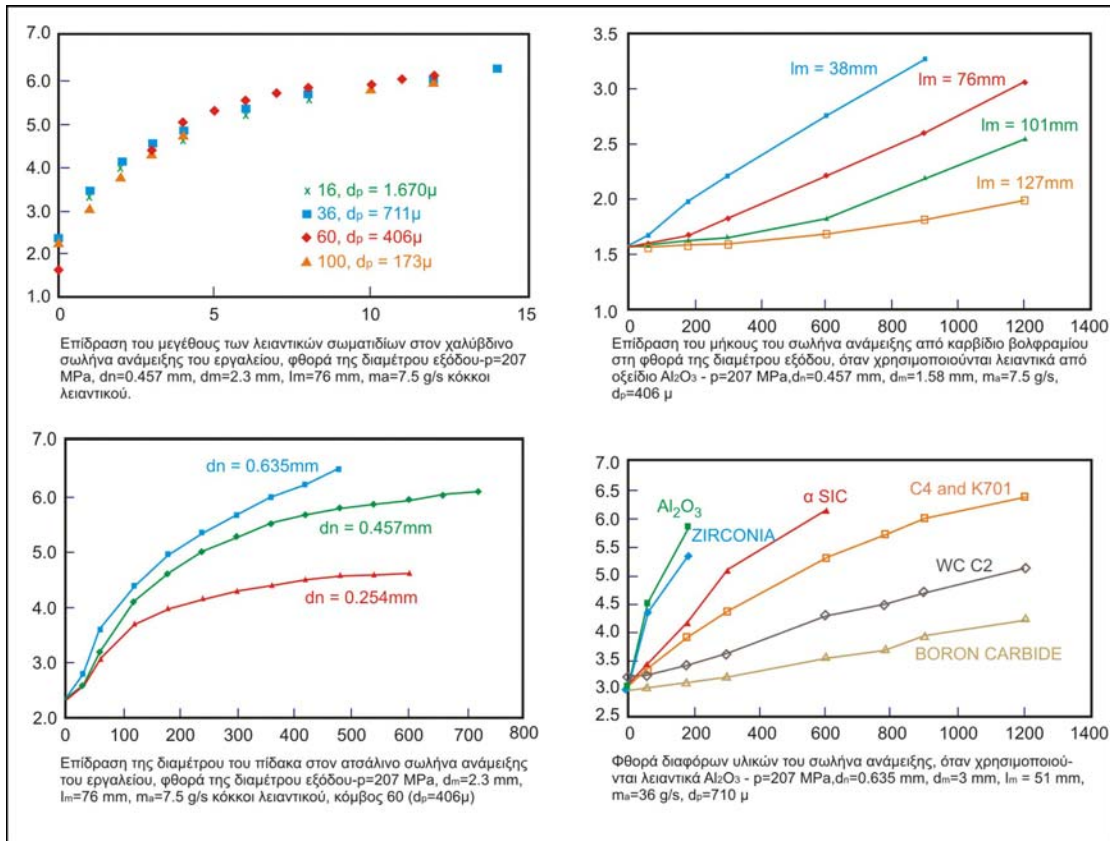 7.0
6.0
5.0
4.0
3.0
2.0
1.0
x 16, dp = 1.670μ
36, dp = 711μ
60, dp = 406μ
100, dp = 173μ
0 5 10 15
Επίδραση του μεγέθους των λειαντικών σωματιδίων στον χαλύβδινο
σωλήνα ανάμειξης του εργαλείου, φθορά της διαμέτρου εξόδου-p=207
MPa, dn=0.457 mm, dm=2.3 mm, lm=76 mm, ma=7.5 g/s κόκκοι
λειαντικού.
3.5
3.0
2.5
2.0
1.5
1.0
lm = 38mm
lm = 76mm
lm = 101mm
lm = 127mm
0 200 400 600 800 1000 1200 1400
Επίδραση του μήκους του σωλήνα ανάμειξης από καρβίδιο βολφραμίου
στη φθορά της διαμέτρου εξόδου, όταν χρησιμοποιούνται λειαντικά από
οξείδιο Al₂O₃ - p=207 MPa,dn=0.457 mm, dm=1.58 mm, ma=7.5 g/s,
dp=406 μ
7.0
6.0
5.0
4.0
3.0
2.0
dn = 0.635mm
dn = 0.457mm
dn = 0.254mm
0 100 200 300 400 500 600 700 800
Επίδραση της διαμέτρου του πίδακα στον ατσάλινο σωλήνα ανάμειξης
του εργαλείου, φθορά της διαμέτρου εξόδου-p=207 MPa, dm=2.3 mm,
lm=76 mm, ma=7.5 g/s κόκκοι λειαντικού, κόμβος 60 (dp=406μ)
7.0
6.5
6.0
5.5
5.0
4.5
4.0
3.5
3.0
2.5
Al₂O₃
ZIRCONIA
α SIC
C4 and K701
WC C2
BORON CARBIDE
0 200 400 600 800 1000 1200 1400
Φθορά διαφόρων υλικών του σωλήνα ανάμειξης, όταν χρησιμοποιού-
νται λειαντικά Al₂O₃ - p=207 MPa,dn=0.635 mm, dm=3 mm, lm = 51 mm,
ma=36 g/s, dp=710 μ